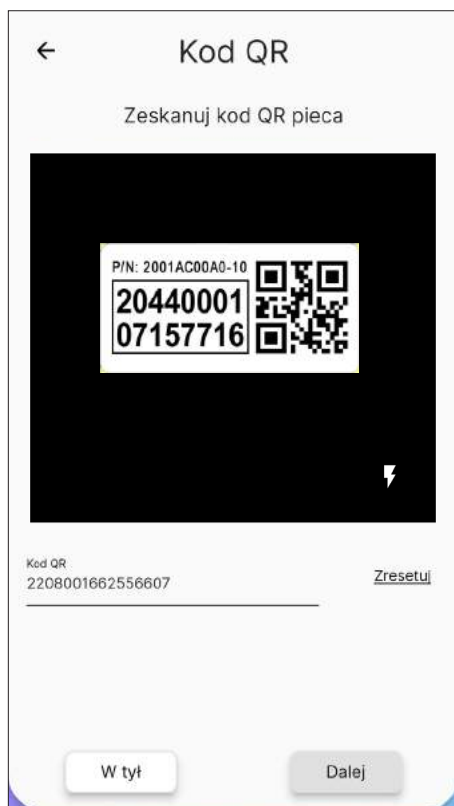 Kod QR
Zeskanuj kod QR pieca
P/N: 2001AC00A0-10
20440001
07157716
Kod QR
2208001662556607
Zresetuj
W tył
Dalej